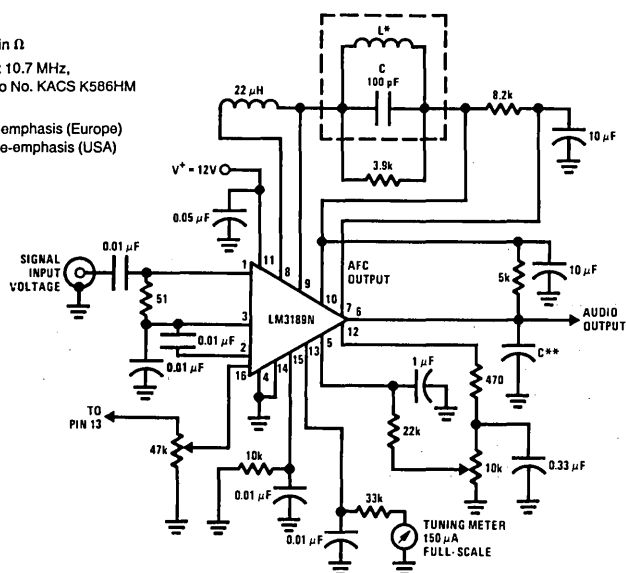 in Ω
: 10.7 MHz,
o No. KACS K586HM
emphasis (Europe)
e-emphasis (USA)
L*
C
100 pF
22 μH
8.2k
10 μF
3.9k
V+ = 12V
0.05 μF
0.01 μF
SIGNAL
INPUT
VOLTAGE
11
8
9
1
AFC
OUTPUT
10 μF
5k
51
10
7
6
LM3189N
AUDIO
OUTPUT
3
12
0.01 μF
2
5
13
15
14
4
16
0.01 μF
1 μF
C**
470
TO
PIN 13
22k
47k
10k
10k
0.33 μF
0.01 μF
33k
0.01 μF
TUNING METER
150 μA
FULL-SCALE